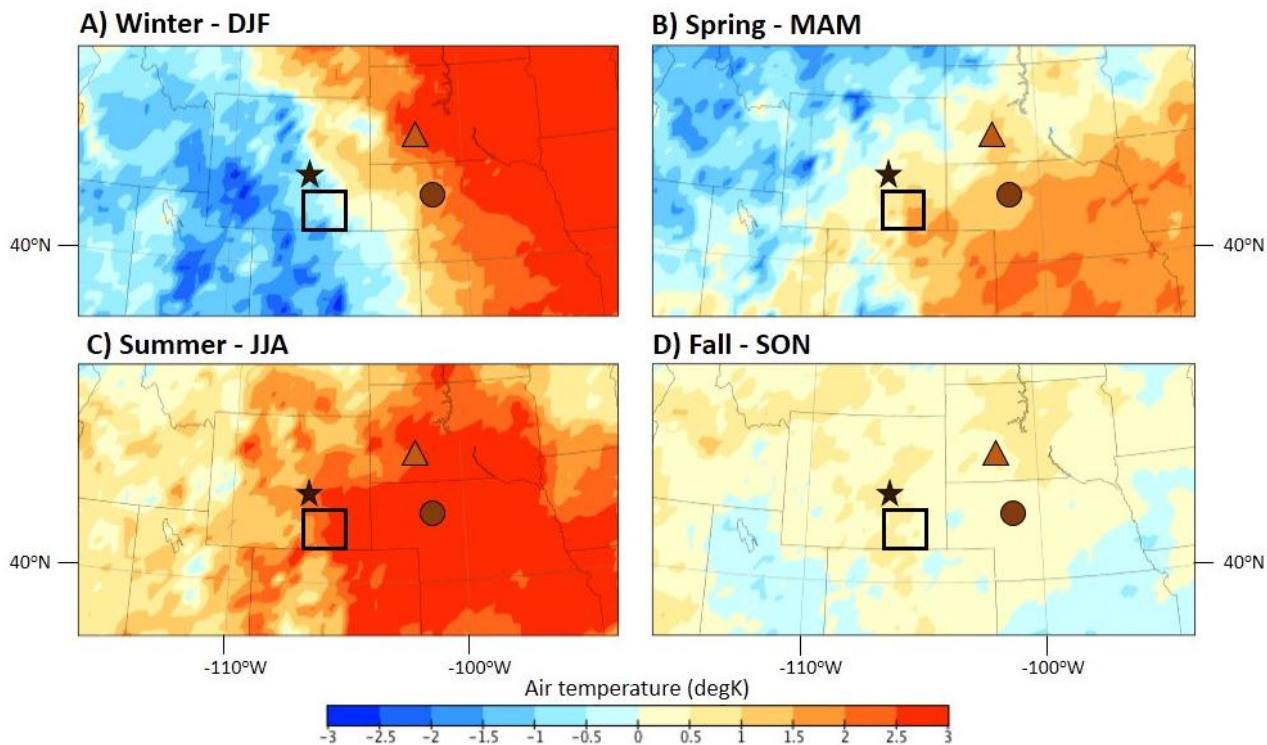 A) Winter - DJF
B) Spring - MAM
40°N
40°N
C) Summer - JJA
D) Fall - SON
40°N
40°N
-110°W
-100°W
-110°W
-100°W
Air temperature (degK)
-3 -2.5 -2 -1.5 -1 -0.5 0 0.5 1 1.5 2 2.5 3